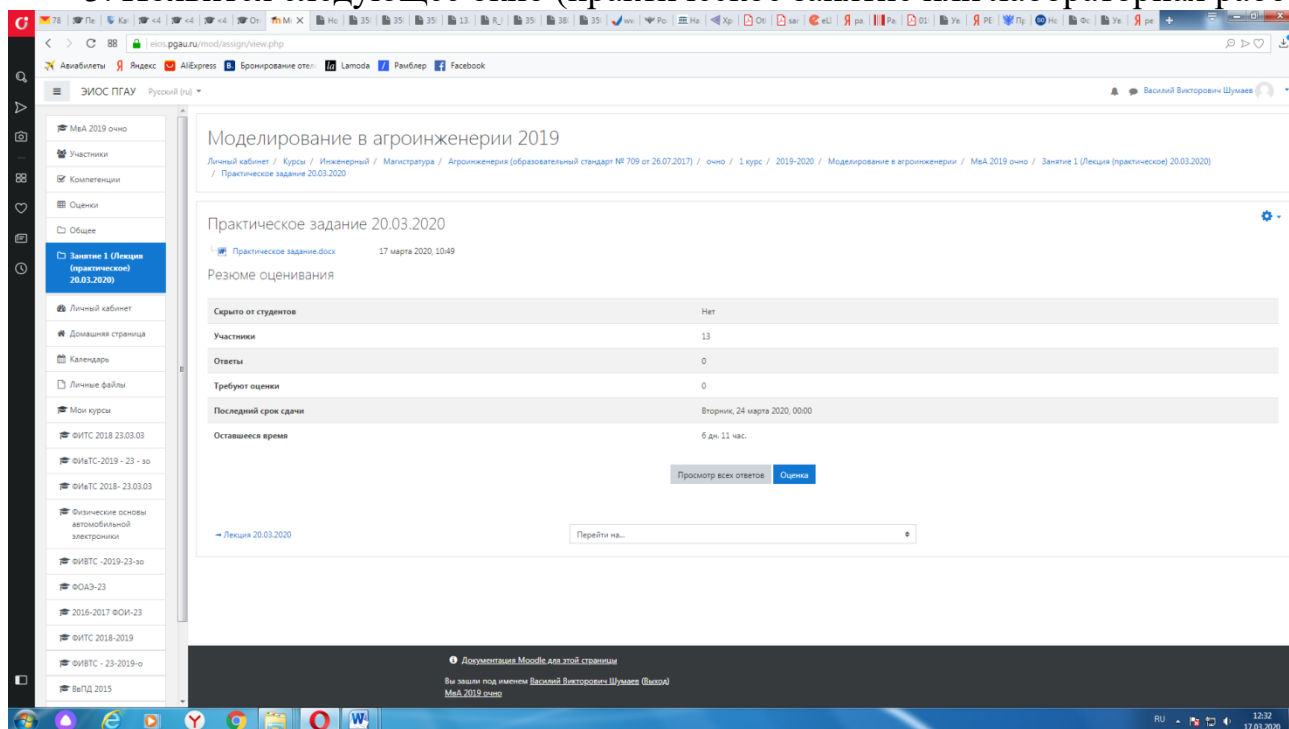 eios.pgau.ru/mod/assign/view.php
Авиабилеты Яндекс AliExpress Бронирование отел Lamoda Рамблер Facebook
ЭИОС ПГАУ Русский (ru)
Василий Викторович Шумаев
МвА 2019 очно
Участники
Компетенции
Оценки
Общее
Занятие 1 (Лекция
(практическое)
20.03.2020)
Личный кабинет
Домашняя страница
Календарь
Личные файлы
Мои курсы
ФИТС 2018 23.03.03
ФИвТС-2019 - 23 - зо
ФИвТС 2018- 23.03.03
Физические основы
автомобильной
электроники
ФИВТС -2019-23-зо
ФОАЭ-23
2016-2017 ФОИ-23
ФИТС 2018-2019
ФИВТС - 23-2019-о
ВвПД 2015
Моделирование в агроинженерии 2019
Личный кабинет / Курсы / Инженерный / Магистратура / Агроинженерия (образовательный стандарт № 709 от 26.07.2017) / очно / 1 курс / 2019-2020 / Моделирование в агроинженерии / МвА 2019 очно / Занятие 1 (Лекция (практическое) 20.03.2020)
/ Практическое задание 20.03.2020
Практическое задание 20.03.2020
Практическое задание.docx 17 марта 2020, 10:49
Резюме оценивания
Скрыто от студентов Нет
Участники 13
Ответы 0
Требуют оценки 0
Последний срок сдачи Вторник, 24 марта 2020, 00:00
Оставшееся время 6 дн. 11 час.
Просмотр всех ответов Оценка
→ Лекция 20.03.2020 Перейти на...
Документация Moodle для этой страницы
Вы зашли под именем Василий Викторович Шумаев (Выход)
МвА 2019 очно
RU 12:32
17.03.2020